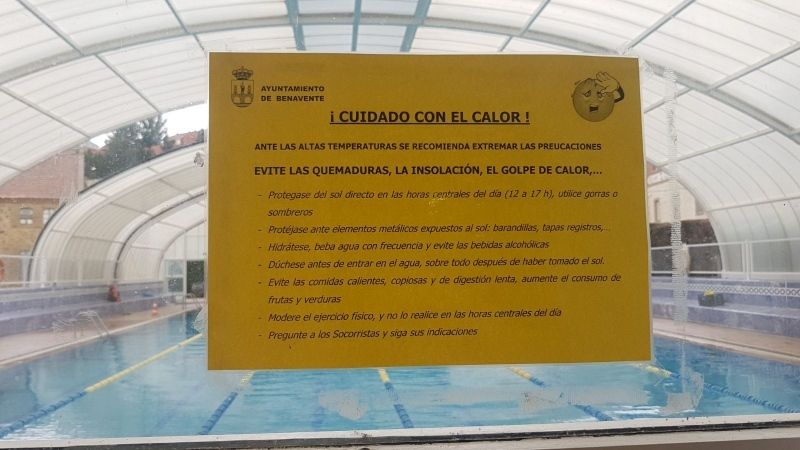 AYUNTAMIENTO
DE BENAVENTE
¡ CUIDADO CON EL CALOR !
ANTE LAS ALTAS TEMPERATURAS SE RECOMIENDA EXTREMAR LAS PREUCACIONES
EVITE LAS QUEMADURAS, LA INSOLACIÓN, EL GOLPE DE CALOR,...
- Protegase del sol directo en las horas centrales del día (12 a 17 h), utilice gorras o
sombreros
- Protéjase ante elementos metálicos expuestos al sol: barandillas, tapas registros,...
- Hidrátese, beba agua con frecuencia y evite las bebidas alcohólicas
- Dúchese antes de entrar en el agua, sobre todo después de haber tomado el sol.
- Evite las comidas calientes, copiosas y de digestión lenta, aumente el consumo de
frutas y verduras
- Modere el ejercicio físico, y no lo realice en las horas centrales del día
- Pregunte a los Socorristas y siga sus indicaciones